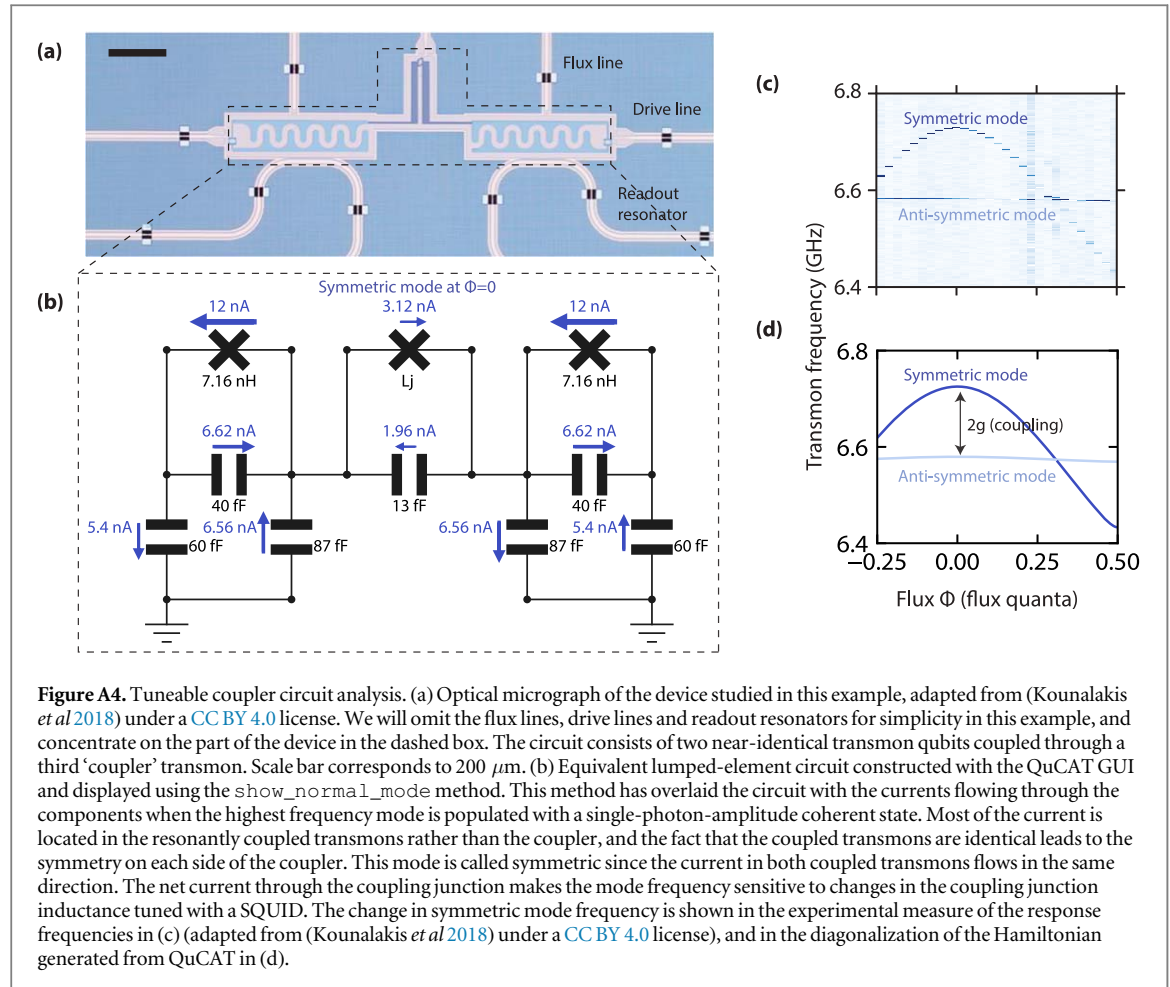 (a)
Flux line
Drive line
Readout
resonator
(b)
Symmetric mode at Φ=0
12 nA
3.12 nA
12 nA
7.16 nH
Lj
7.16 nH
6.62 nA
1.96 nA
6.62 nA
40 fF
13 fF
40 fF
5.4 nA
6.56 nA
6.56 nA
5.4 nA
60 fF
87 fF
87 fF
60 fF
(c)
6.8
Symmetric mode
6.6
Anti-symmetric mode
6.4
Transmon frequency (GHz)
(d)
6.8
Symmetric mode
2g (coupling)
6.6
Anti-symmetric mode
6.4
−0.25 0.00 0.25 0.50
Flux Φ (flux quanta)
Figure A4. Tuneable coupler circuit analysis. (a) Optical micrograph of the device studied in this example, adapted from (Kounalakis
et al 2018) under a CC BY 4.0 license. We will omit the flux lines, drive lines and readout resonators for simplicity in this example, and
concentrate on the part of the device in the dashed box. The circuit consists of two near-identical transmon qubits coupled through a
third ‘coupler’ transmon. Scale bar corresponds to 200 μm. (b) Equivalent lumped-element circuit constructed with the QuCAT GUI
and displayed using the show_normal_mode method. This method has overlaid the circuit with the currents flowing through the
components when the highest frequency mode is populated with a single-photon-amplitude coherent state. Most of the current is
located in the resonantly coupled transmons rather than the coupler, and the fact that the coupled transmons are identical leads to the
symmetry on each side of the coupler. This mode is called symmetric since the current in both coupled transmons flows in the same
direction. The net current through the coupling junction makes the mode frequency sensitive to changes in the coupling junction
inductance tuned with a SQUID. The change in symmetric mode frequency is shown in the experimental measure of the response
frequencies in (c) (adapted from (Kounalakis et al 2018) under a CC BY 4.0 license), and in the diagonalization of the Hamiltonian
generated from QuCAT in (d).